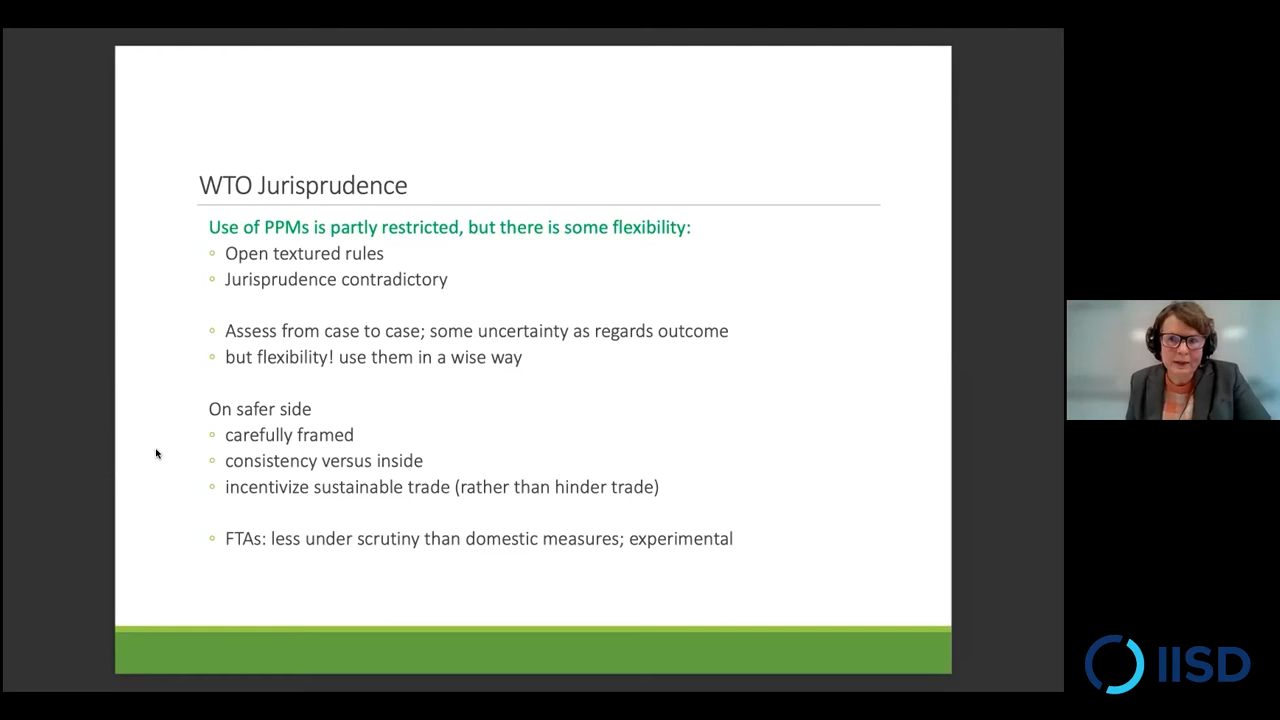 WTO Jurisprudence
Use of PPMs is partly restricted, but there is some flexibility:
◦ Open textured rules
◦ Jurisprudence contradictory
◦ Assess from case to case; some uncertainty as regards outcome
◦ but flexibility! use them in a wise way
On safer side
◦ carefully framed
◦ consistency versus inside
◦ incentivize sustainable trade (rather than hinder trade)
◦ FTAs: less under scrutiny than domestic measures; experimental
IISD